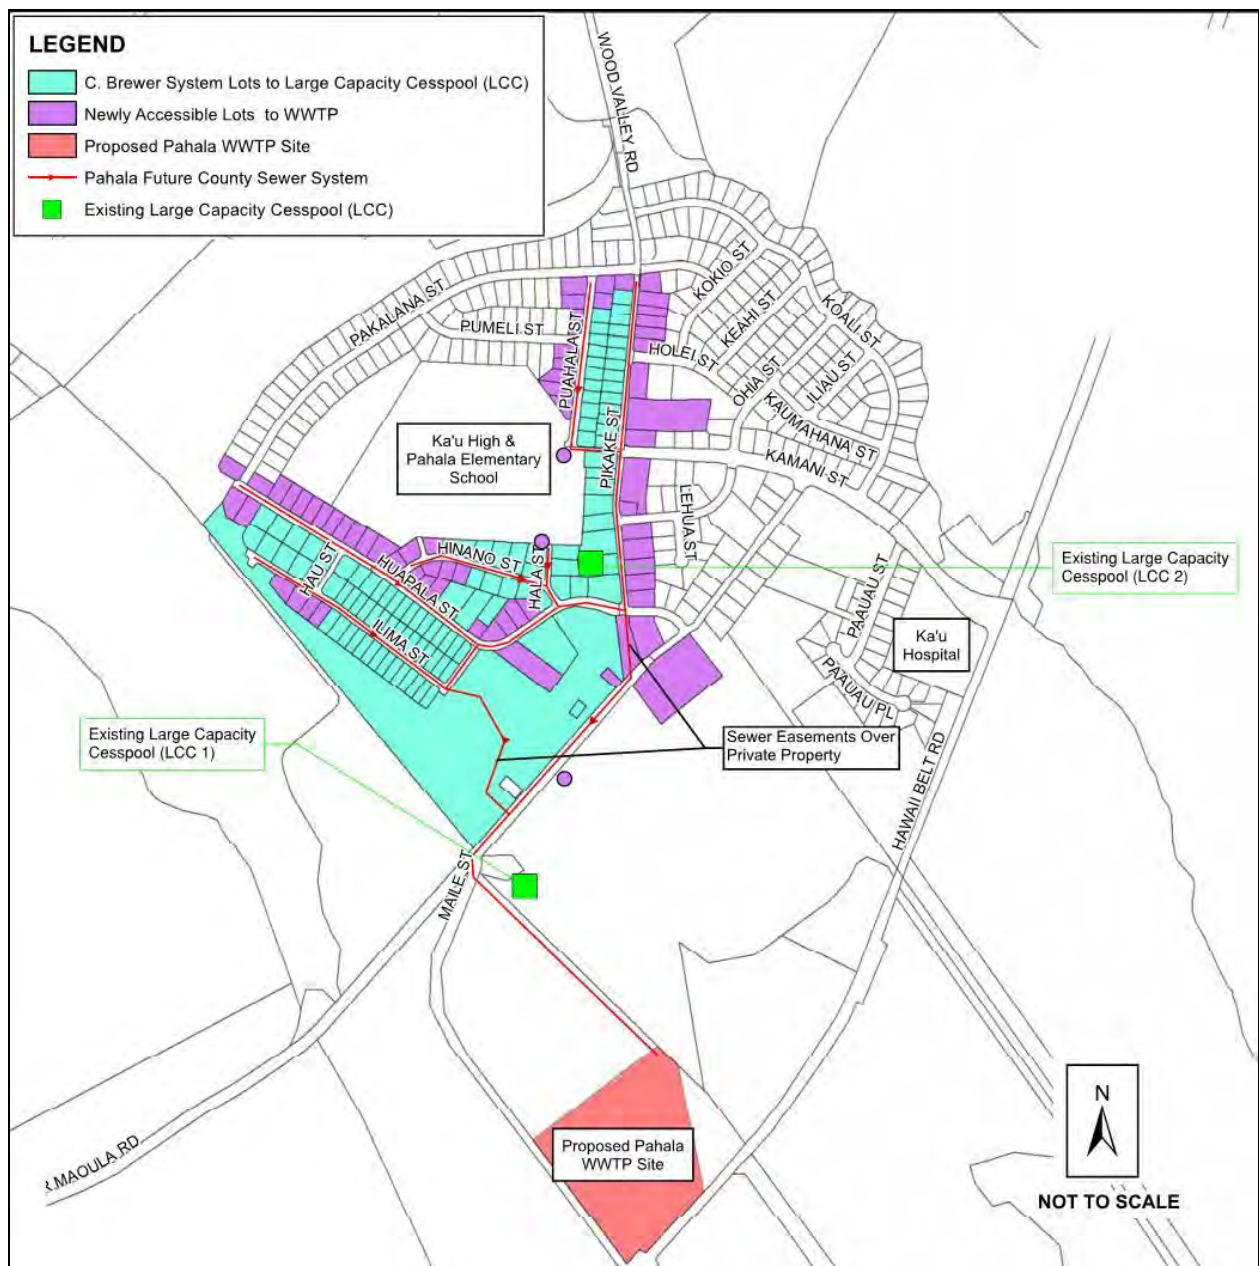 LEGEND
C. Brewer System Lots to Large Capacity Cesspool (LCC)
Newly Accessible Lots to WWTP
Proposed Pahala WWTP Site
Pahala Future County Sewer System
Existing Large Capacity Cesspool (LCC)
WOOD VALLEY RD
PAKALANA ST
PUMELI ST
PUAHALA ST
PIKAKE ST
KOKIO ST
KEAHI ST
KOALI ST
HOLEI ST
OHIA ST
ILIAU ST
KAUMAHANA ST
KAMANI ST
LEHUA ST
Ka'u High &
Pahala Elementary
School
HINANO ST
HALA ST
HAU ST
HUAPALA ST
ILIMA ST
Existing Large Capacity
Cesspool (LCC 2)
PAAUAU ST
Ka'u
Hospital
PAAUAU PL
HAWAII BELT RD
Existing Large Capacity
Cesspool (LCC 1)
Sewer Easements Over
Private Property
MAILE ST
MAOULA RD
Proposed Pahala
WWTP Site
N
NOT TO SCALE